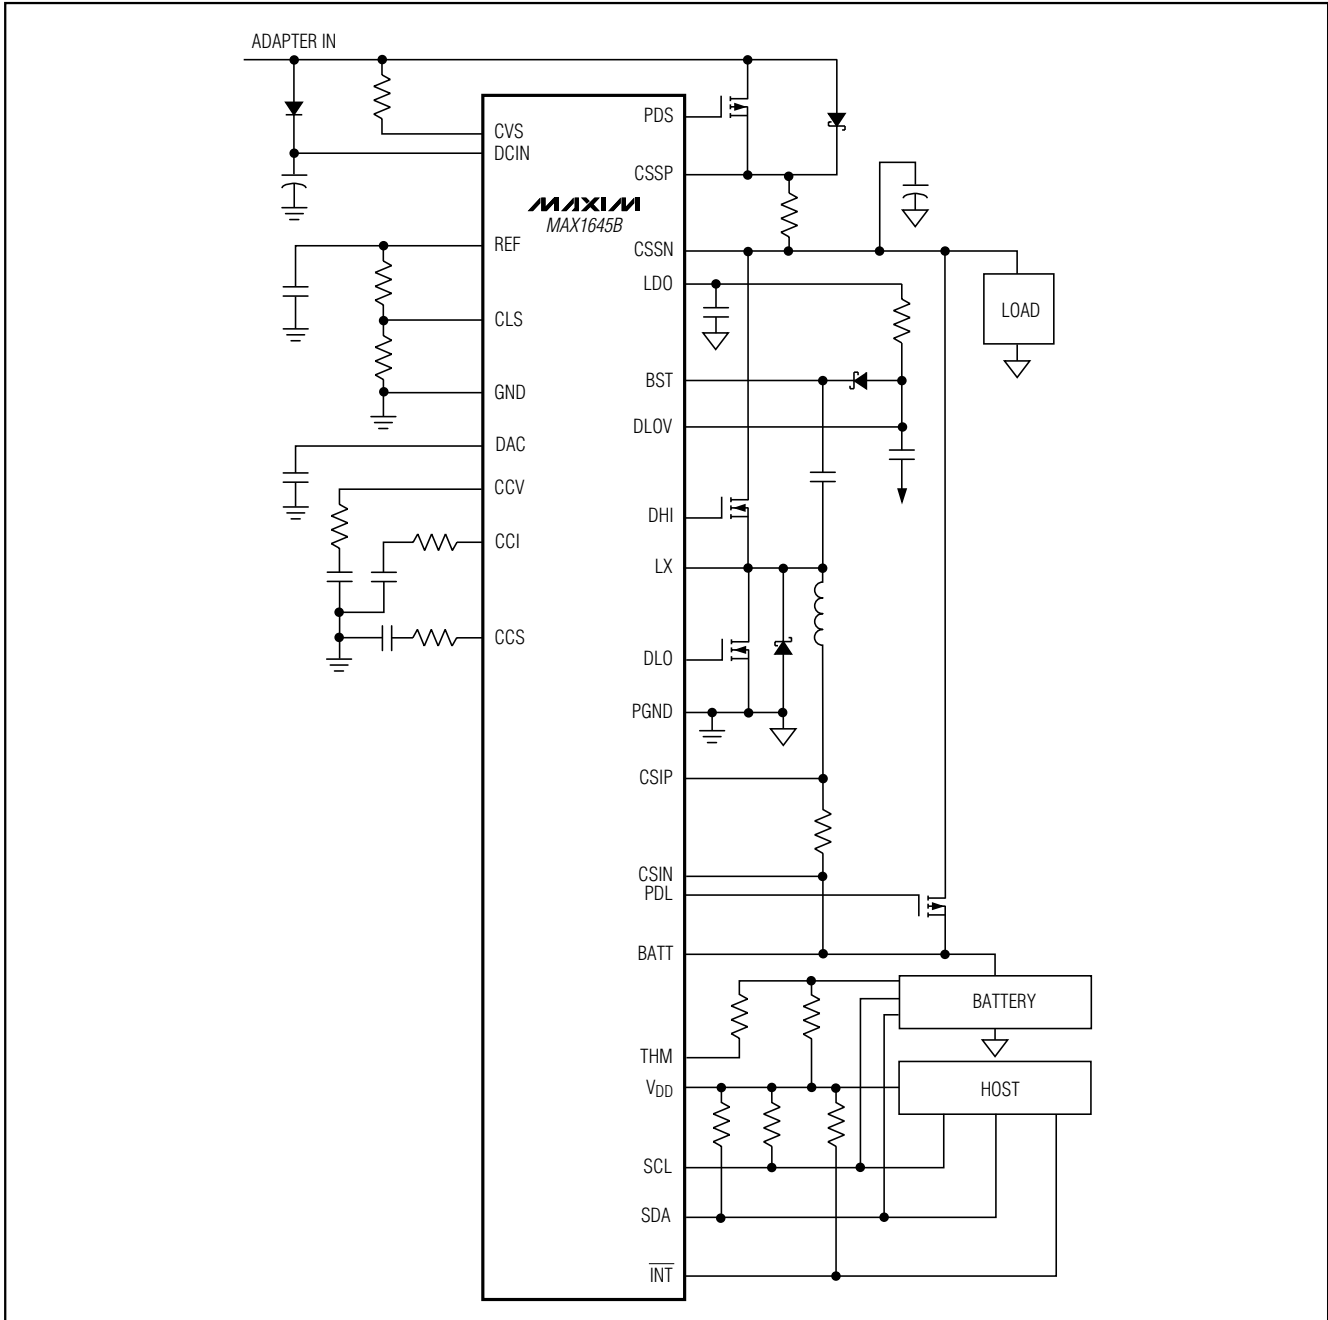 ADAPTER IN
CVS
DCIN
MAXIM
MAX1645B
REF
CLS
GND
DAC
CCV
CCI
CCS
PDS
CSSP
CSSN
LDO
LOAD
BST
DLOV
DHI
LX
DLO
PGND
CSIP
CSIN
PDL
BATT
BATTERY
THM
VDD
HOST
SCL
SDA
INT